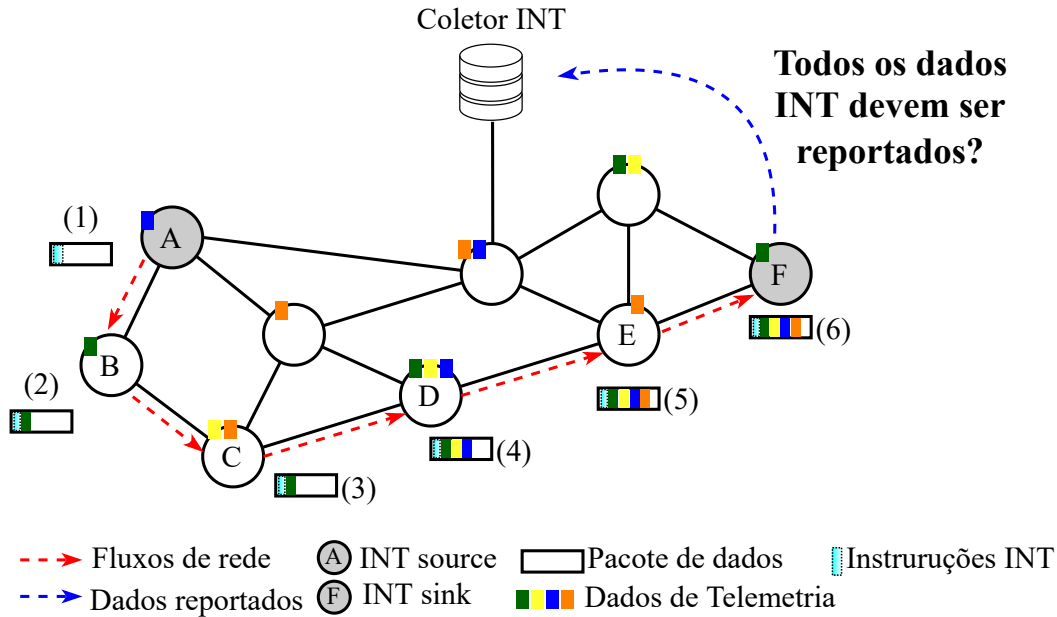 Coletor INT
Todos os dados
INT devem ser
reportados?
(1)
A
F
(6)
B
(2)
E
(5)
D
(4)
C
(3)
Fluxos de rede
A
INT source
Pacote de dados
Instruruções INT
Dados reportados
F
INT sink
Dados de Telemetria